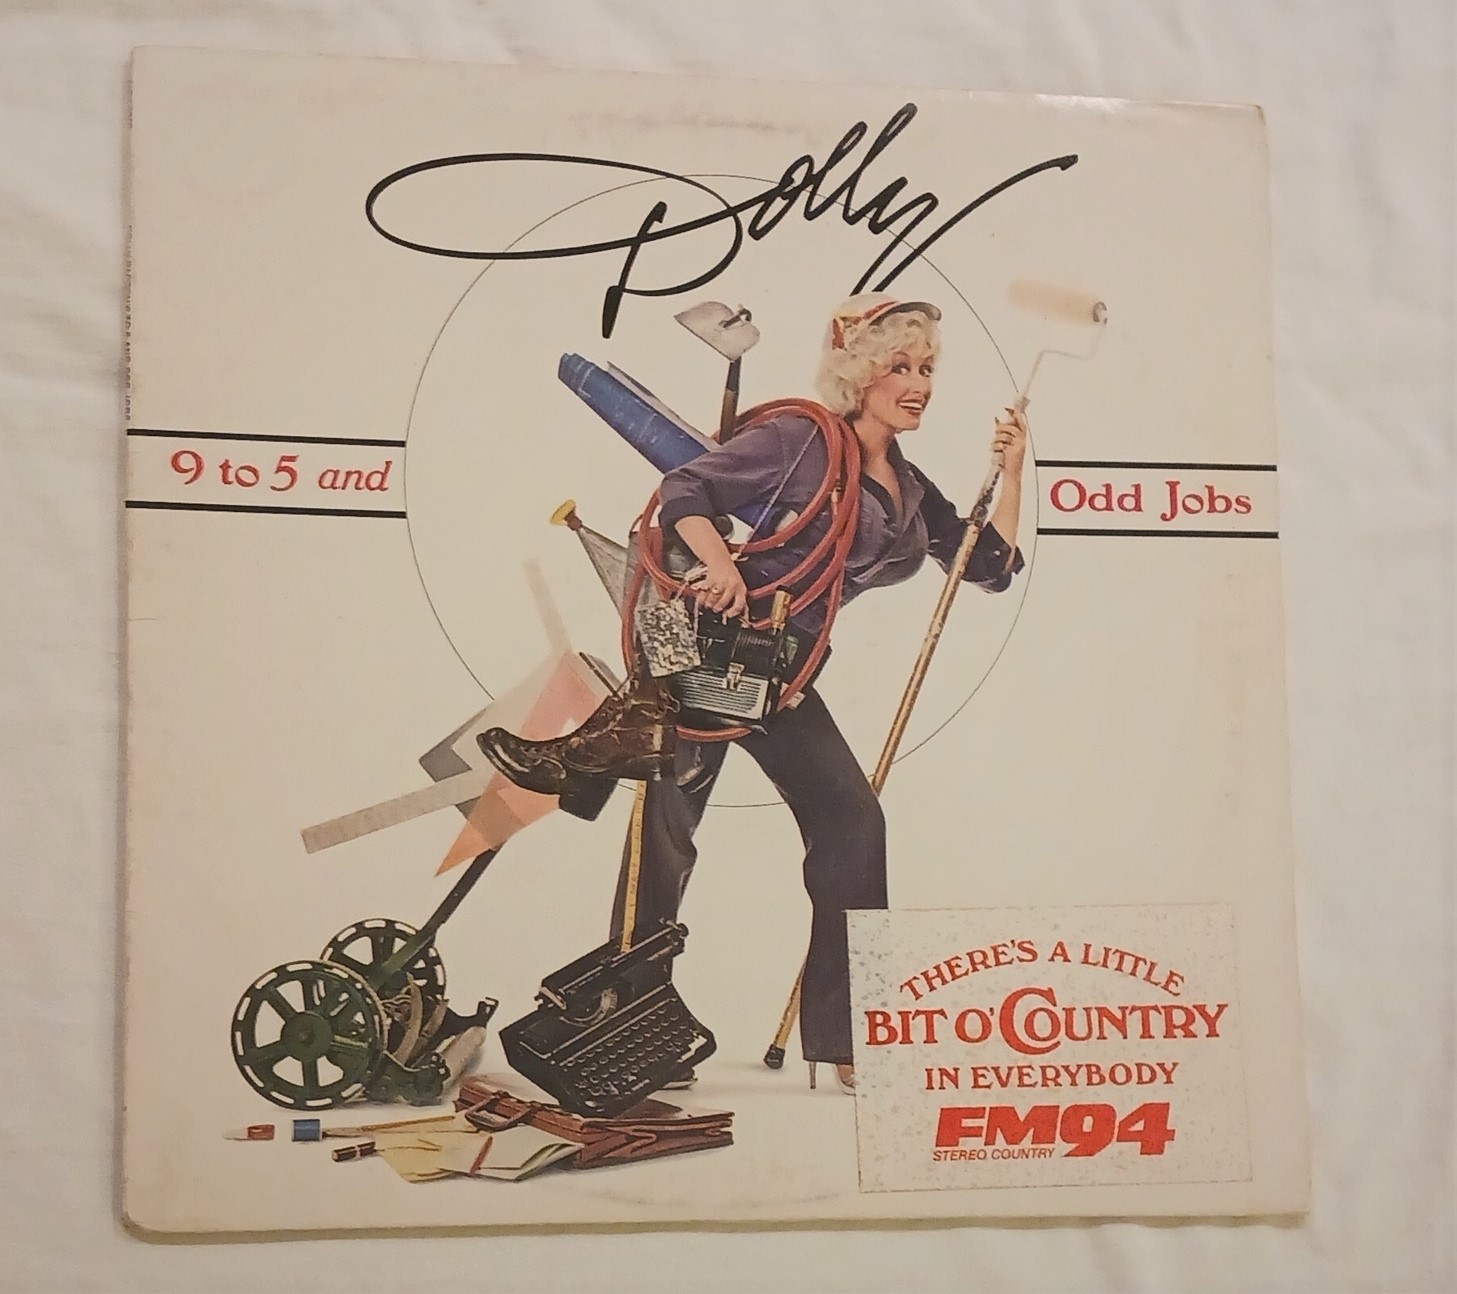 Dolly
9 to 5 and
Odd Jobs
THERE'S A LITTLE
BIT O' COUNTRY
IN EVERYBODY
FM94
STEREO COUNTRY